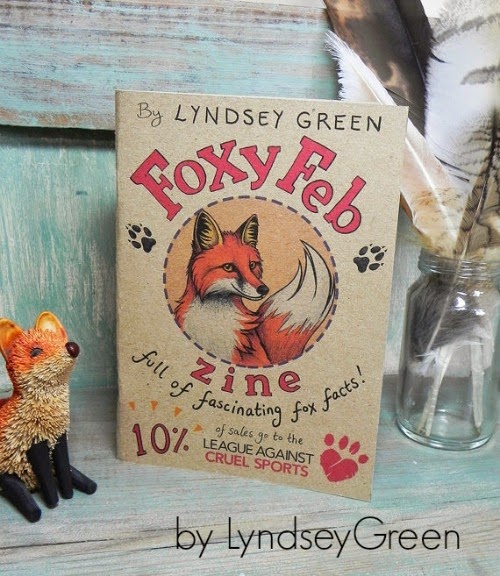 By LYNDSEY GREEN
FoxyFeb
zine
full of fascinating fox facts!
10% of sales go to the
LEAGUE AGAINST
CRUEL SPORTS
by LyndseyGreen